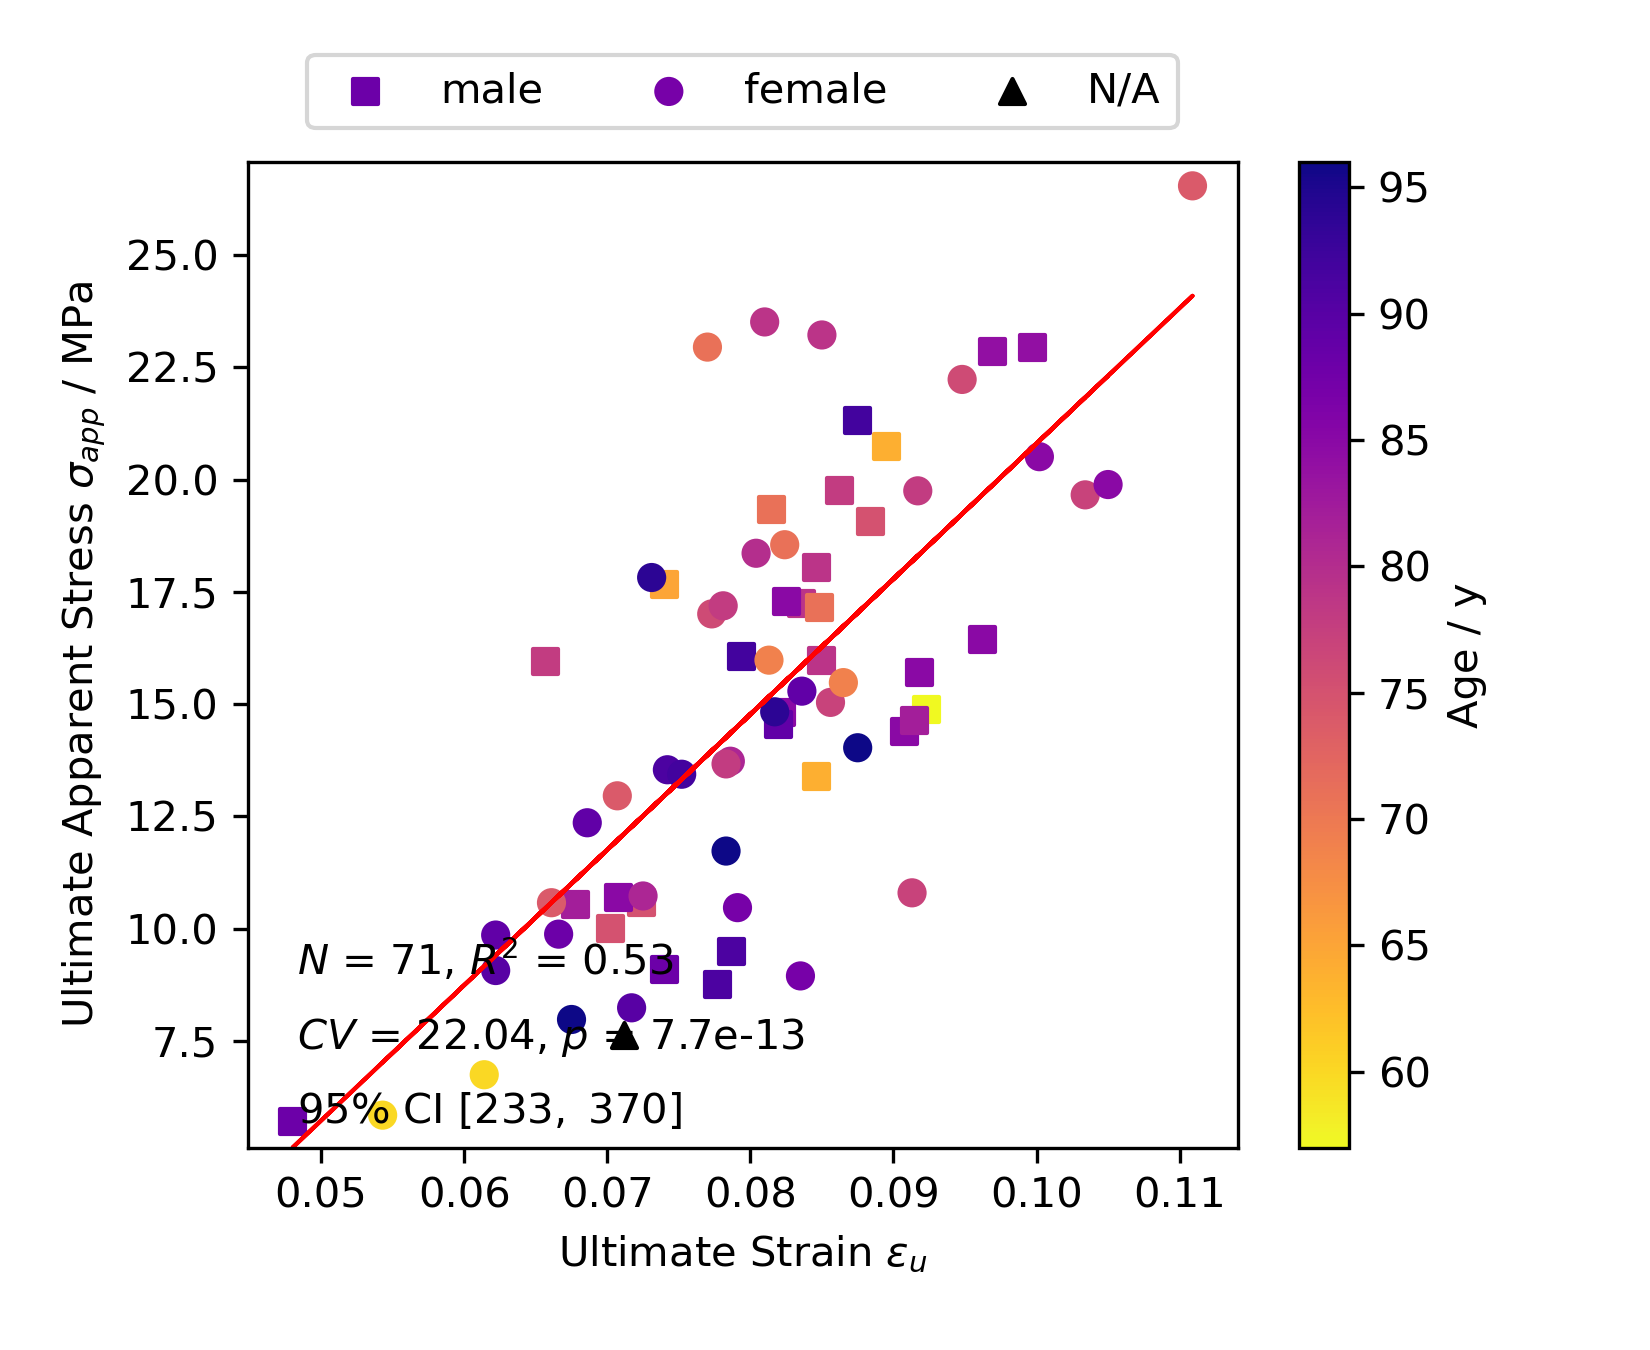 male female N/A
25.0
22.5
20.0
17.5
15.0
12.5
10.0
7.5
Ultimate Apparent Stress σapp / MPa
N = 71, R² = 0.53
CV = 22.04, p = 7.7e-13
95% CI [233, 370]
0.05 0.06 0.07 0.08 0.09 0.10 0.11
Ultimate Strain εu
95
90
85
80
75
70
65
60
Age / y